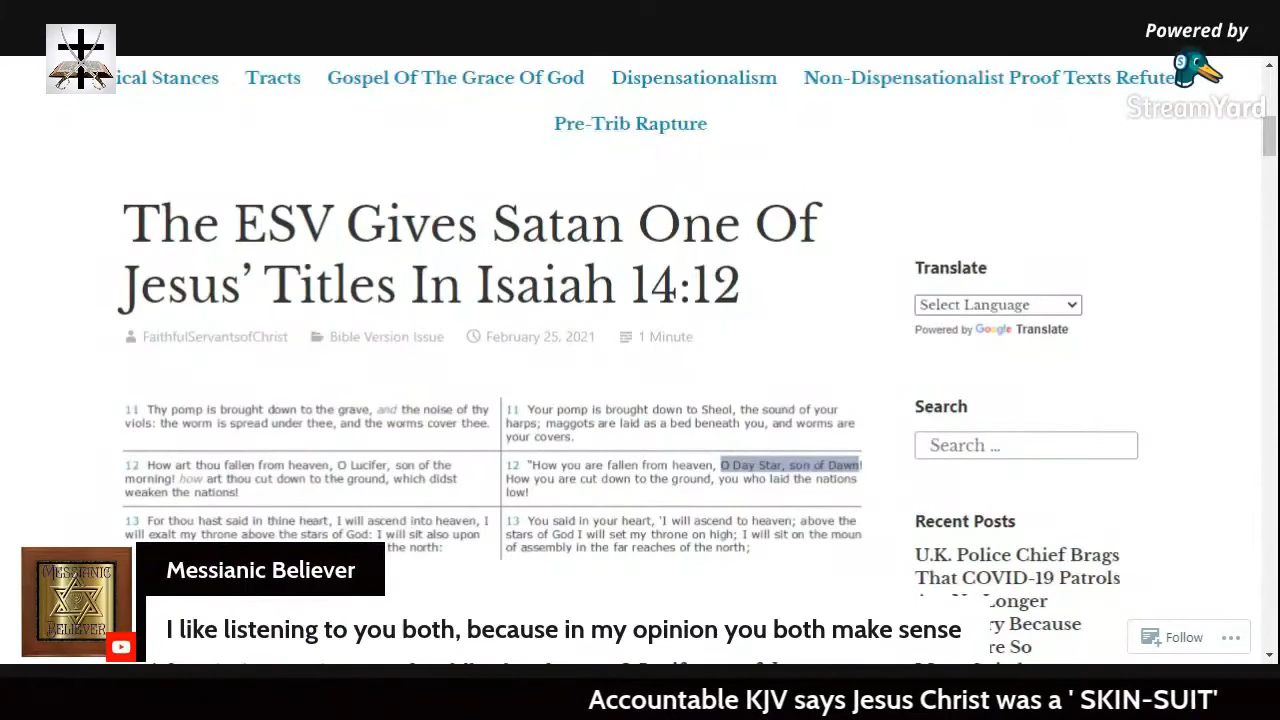 Powered by
StreamYard
ical Stances Tracts Gospel Of The Grace Of God Dispensationalism Non-Dispensationalist Proof Texts Refute
Pre-Trib Rapture
The ESV Gives Satan One Of
Jesus’ Titles In Isaiah 14:12
FaithfulServantsofChrist Bible Version Issue February 25, 2021 1 Minute
11 Thy pomp is brought down to the grave, and the noise of thy
viols: the worm is spread under thee, and the worms cover thee.
11 Your pomp is brought down to Sheol, the sound of your
harps; maggots are laid as a bed beneath you, and worms are
your covers.
12 How art thou fallen from heaven, O Lucifer, son of the
morning! how art thou cut down to the ground, which didst
weaken the nations!
12 "How you are fallen from heaven, O Day Star, son of Dawn!
How you are cut down to the ground, you who laid the nations
low!
13 For thou hast said in thine heart, I will ascend into heaven, I
will exalt my throne above the stars of God: I will sit also upon
the north:
13 You said in your heart, 'I will ascend to heaven; above the
stars of God I will set my throne on high; I will sit on the moun
of assembly in the far reaches of the north;
Translate
Select Language
Powered by Google Translate
Search
Search ...
Recent Posts
U.K. Police Chief Brags
That COVID-19 Patrols
Longer
ry Because
re So
Follow
MESSIANIC
BELIEVER
Messianic Believer
I like listening to you both, because in my opinion you both make sense
Accountable KJV says Jesus Christ was a ' SKIN-SUIT'